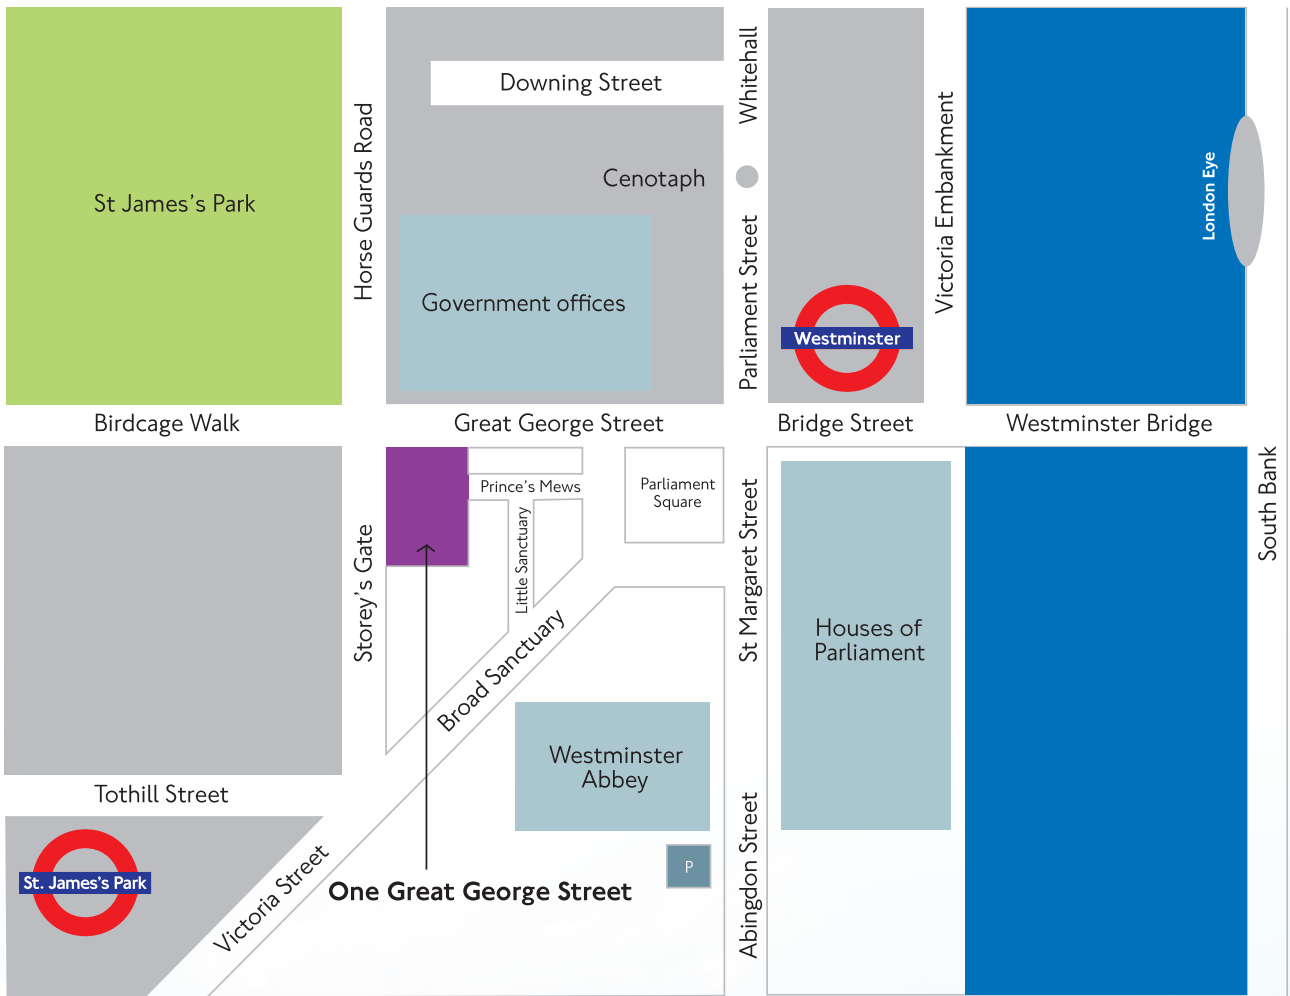 Downing Street
Whitehall
Horse Guards Road
Victoria Embankment
London Eye
Cenotaph
St James’s Park
Parliament Street
Government offices
Westminster
Birdcage Walk
Great George Street
Bridge Street
Westminster Bridge
South Bank
Prince’s Mews
Parliament
Square
Little Sanctuary
Storey’s Gate
St Margaret Street
Houses of
Parliament
Broad Sanctuary
Westminster
Abbey
Tothill Street
P
St. James’s Park
Victoria Street
One Great George Street
Abingdon Street